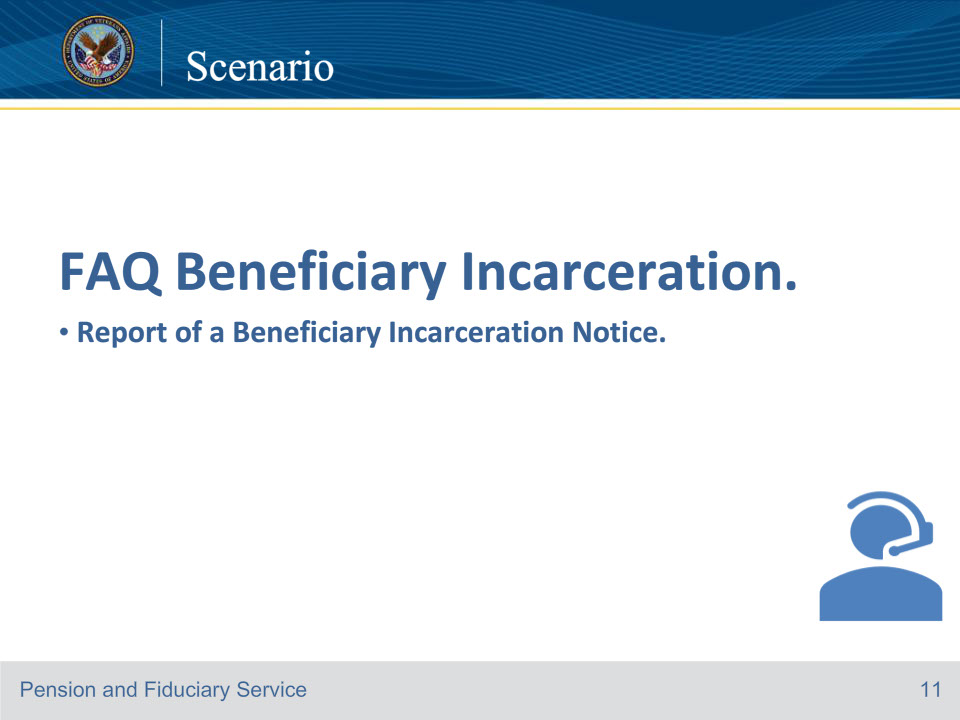 Scenario
FAQ Beneficiary Incarceration.
• Report of a Beneficiary Incarceration Notice.
Pension and Fiduciary Service
11